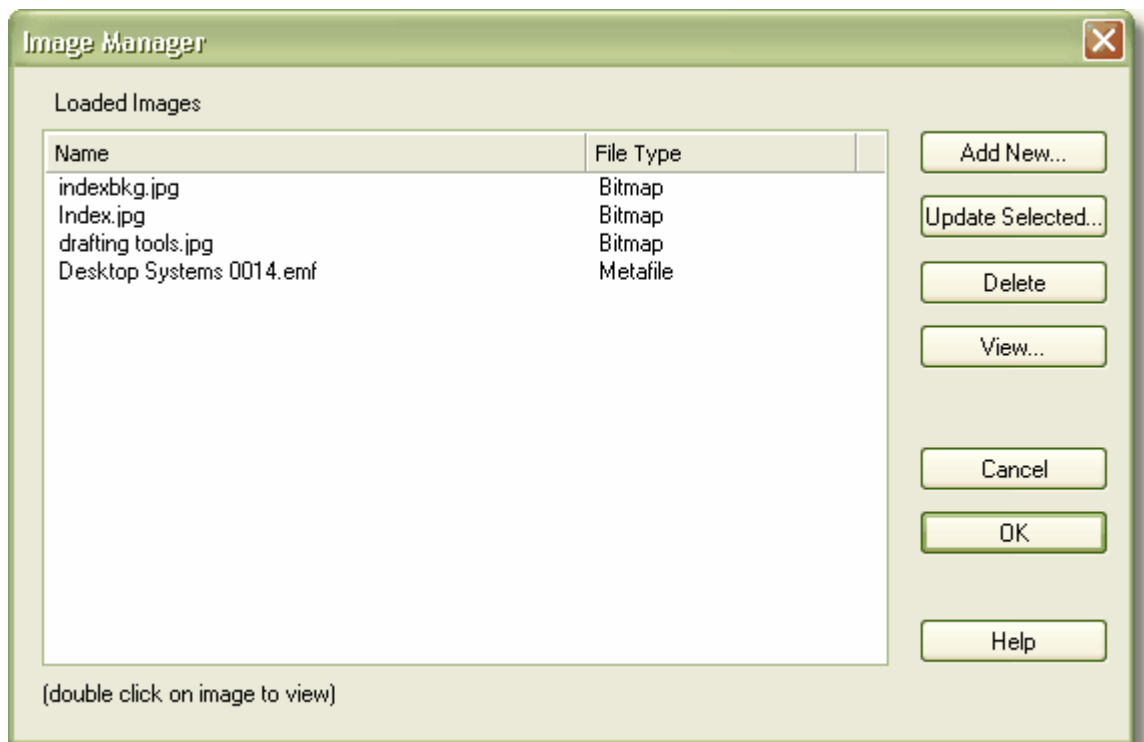 Image Manager
Loaded Images
Name File Type
indexbkg.jpg Bitmap
Index.jpg Bitmap
drafting tools.jpg Bitmap
Desktop Systems 0014.emf Metafile
Add New...
Update Selected...
Delete
View...
Cancel
OK
Help
(double click on image to view)